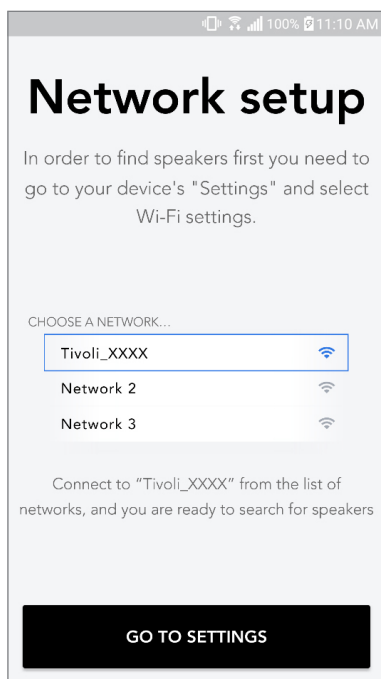 100% 11:10 AM
Network setup
In order to find speakers first you need to
go to your device's "Settings" and select
Wi-Fi settings.
CHOOSE A NETWORK...
Tivoli_XXXX
Network 2
Network 3
Connect to “Tivoli_XXXX” from the list of
networks, and you are ready to search for speakers
GO TO SETTINGS